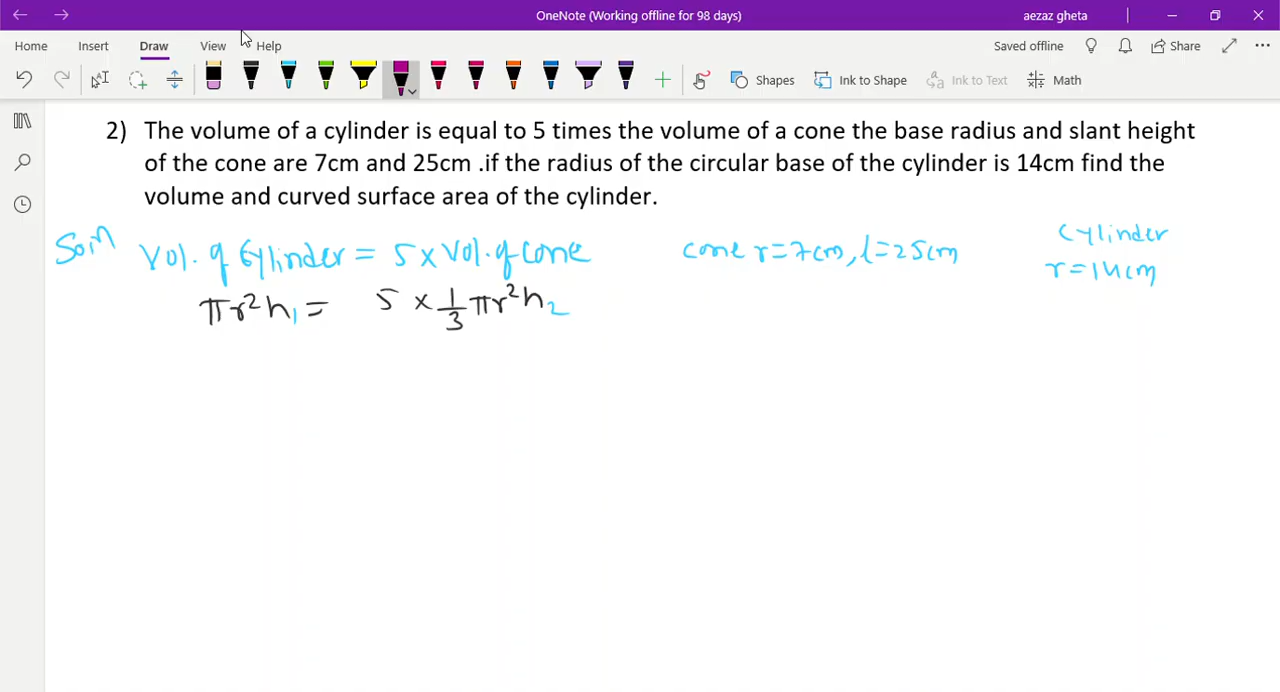 OneNote (Working offline for 98 days)
aezaz gheta
Home Insert Draw View Help
Saved offline Share
Shapes Ink to Shape Ink to Text Math
2) The volume of a cylinder is equal to 5 times the volume of a cone the base radius and slant height
of the cone are 7cm and 25cm .if the radius of the circular base of the cylinder is 14cm find the
volume and curved surface area of the cylinder.
Soln Vol. of Cylinder = 5 x Vol. of Cone
cone r=7cm, l=25cm
cylinder
r=14cm
πr²h₁ = 5 × 1/3 πr²h₂